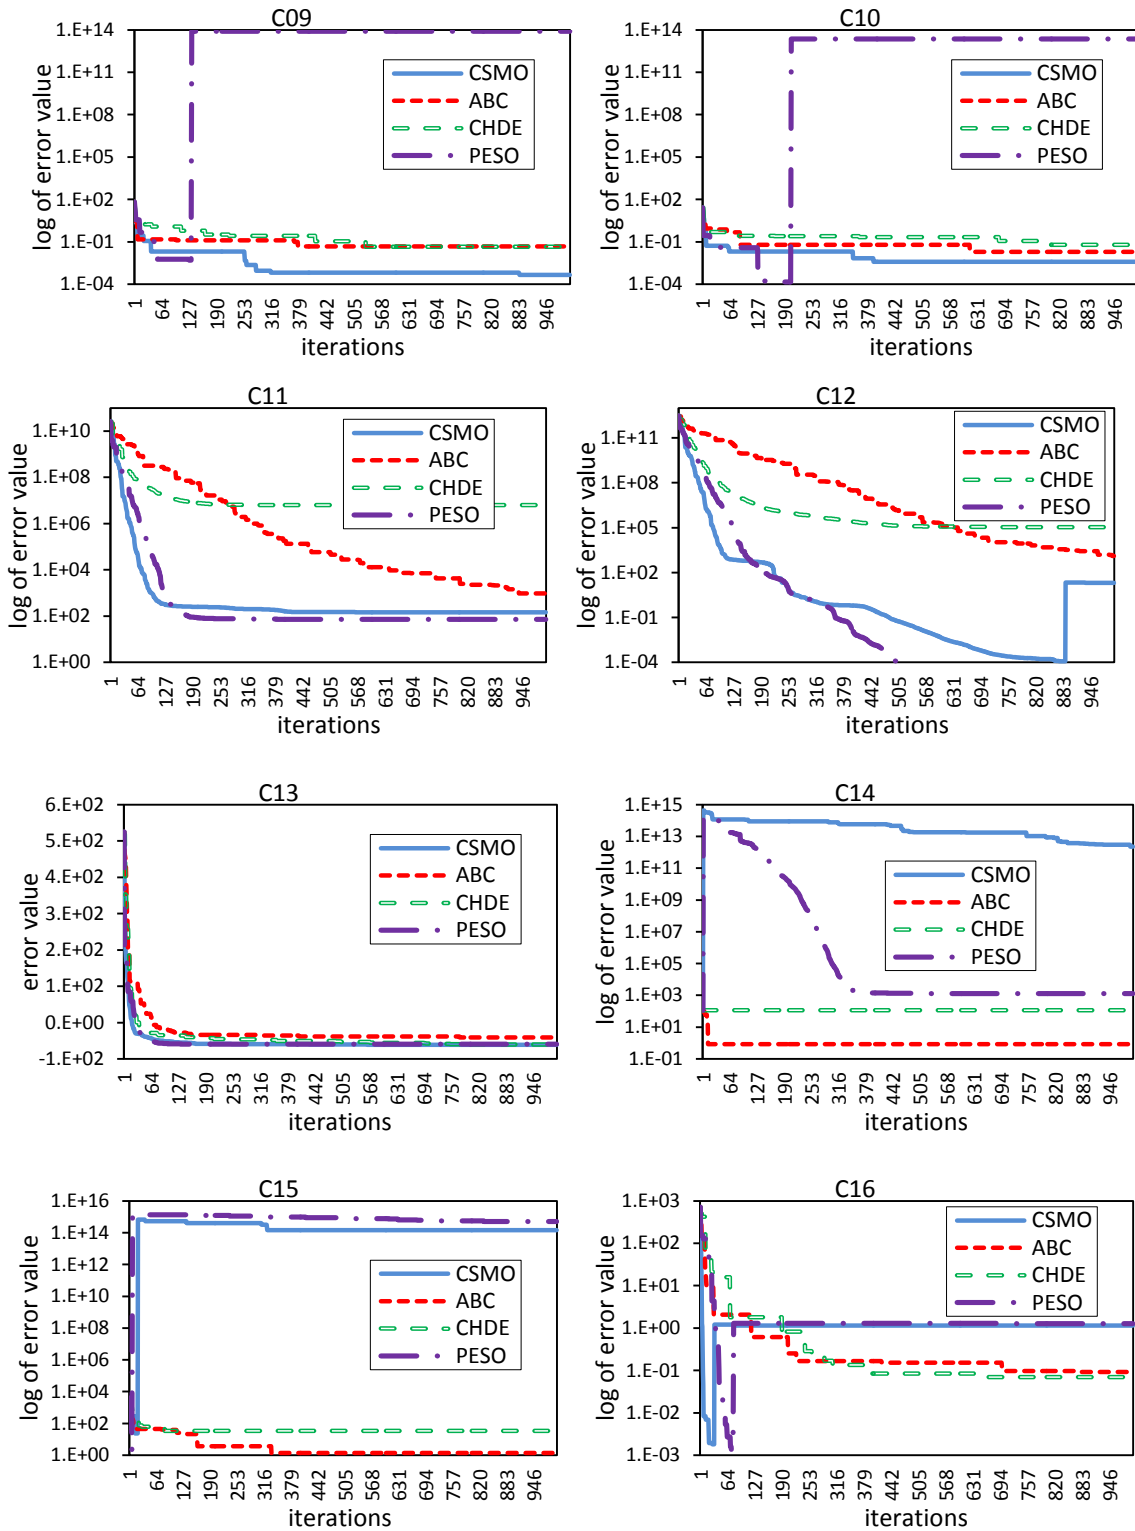 C09
log of error value
1.E+14
1.E+11
1.E+08
1.E+05
1.E+02
1.E-01
1.E-04
CSMO
ABC
CHDE
PESO
1 64 127 190 253 316 379 442 505 568 631 694 757 820 883 946
iterations
C10
log of error value
1.E+14
1.E+11
1.E+08
1.E+05
1.E+02
1.E-01
1.E-04
CSMO
ABC
CHDE
PESO
1 64 127 190 253 316 379 442 505 568 631 694 757 820 883 946
iterations
C11
log of error value
1.E+10
1.E+08
1.E+06
1.E+04
1.E+02
1.E+00
CSMO
ABC
CHDE
PESO
1 64 127 190 253 316 379 442 505 568 631 694 757 820 883 946
iterations
C12
log of error value
1.E+11
1.E+08
1.E+05
1.E+02
1.E-01
1.E-04
CSMO
ABC
CHDE
PESO
1 64 127 190 253 316 379 442 505 568 631 694 757 820 883 946
iterations
C13
error value
6.E+02
5.E+02
4.E+02
3.E+02
2.E+02
1.E+02
0.E+00
-1.E+02
CSMO
ABC
CHDE
PESO
1 64 127 190 253 316 379 442 505 568 631 694 757 820 883 946
iterations
C14
log of error value
1.E+15
1.E+13
1.E+11
1.E+09
1.E+07
1.E+05
1.E+03
1.E+01
1.E-01
CSMO
ABC
CHDE
PESO
1 64 127 190 253 316 379 442 505 568 631 694 757 820 883 946
iterations
C15
log of error value
1.E+16
1.E+14
1.E+12
1.E+10
1.E+08
1.E+06
1.E+04
1.E+02
1.E+00
CSMO
ABC
CHDE
PESO
1 64 127 190 253 316 379 442 505 568 631 694 757 820 883 946
iterations
C16
log of error value
1.E+03
1.E+02
1.E+01
1.E+00
1.E-01
1.E-02
1.E-03
CSMO
ABC
CHDE
PESO
1 64 127 190 253 316 379 442 505 568 631 694 757 820 883 946
iterations